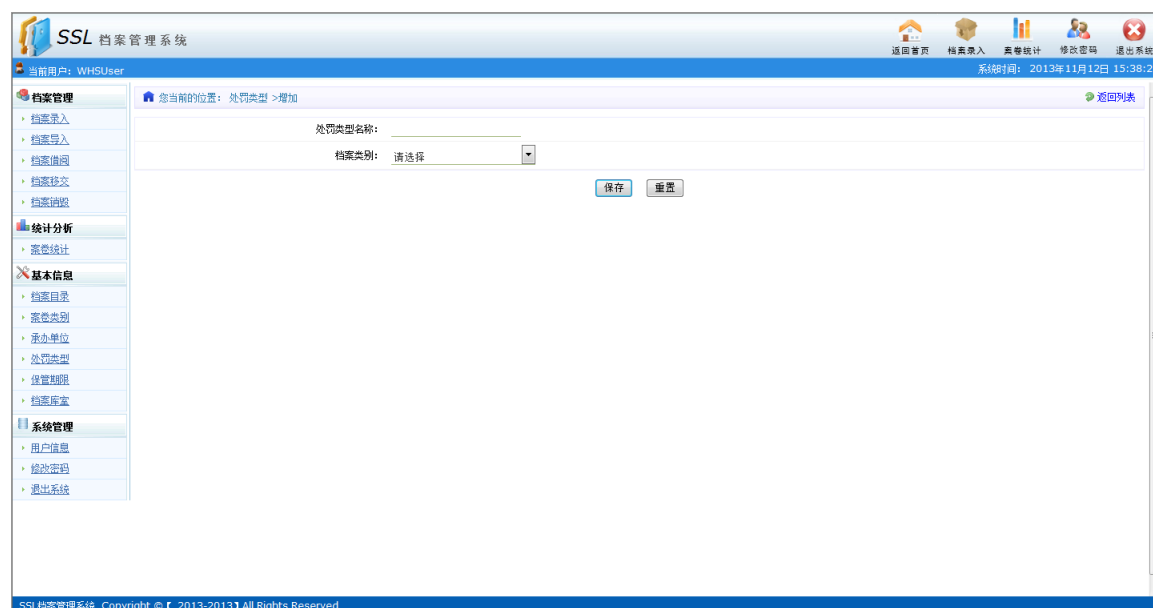 SSL 档案管理系统
返回首页 档案录入 案卷统计 修改密码 退出系统
当前用户: WHSUser
系统时间: 2013年11月12日 15:38:2
档案管理
您当前的位置: 处罚类型 >增加
返回列表
档案录入
档案导入
档案借阅
档案移交
档案销毁
处罚类型名称:
档案类别: 请选择
保存 重置
统计分析
案卷统计
基本信息
档案目录
案卷类别
承办单位
处罚类型
保管期限
档案库室
系统管理
用户信息
修改密码
退出系统
SSL档案管理系统 Copyright © 【 2013-2013】All Rights Reserved